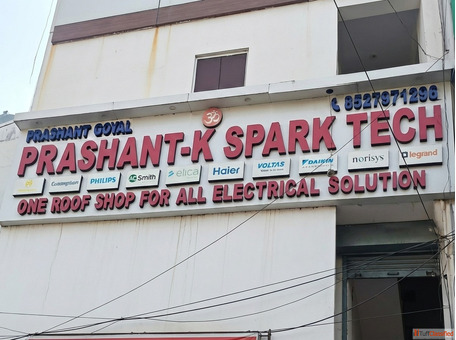 ॐ
PRASHANT GOYAL
8527971296
PRASHANT-K SPARK TECH
Crompton PHILIPS AO Smith elica Haier VOLTAS DAIKIN norisys legrand
ONE ROOF SHOP FOR ALL ELECTRICAL SOLUTION